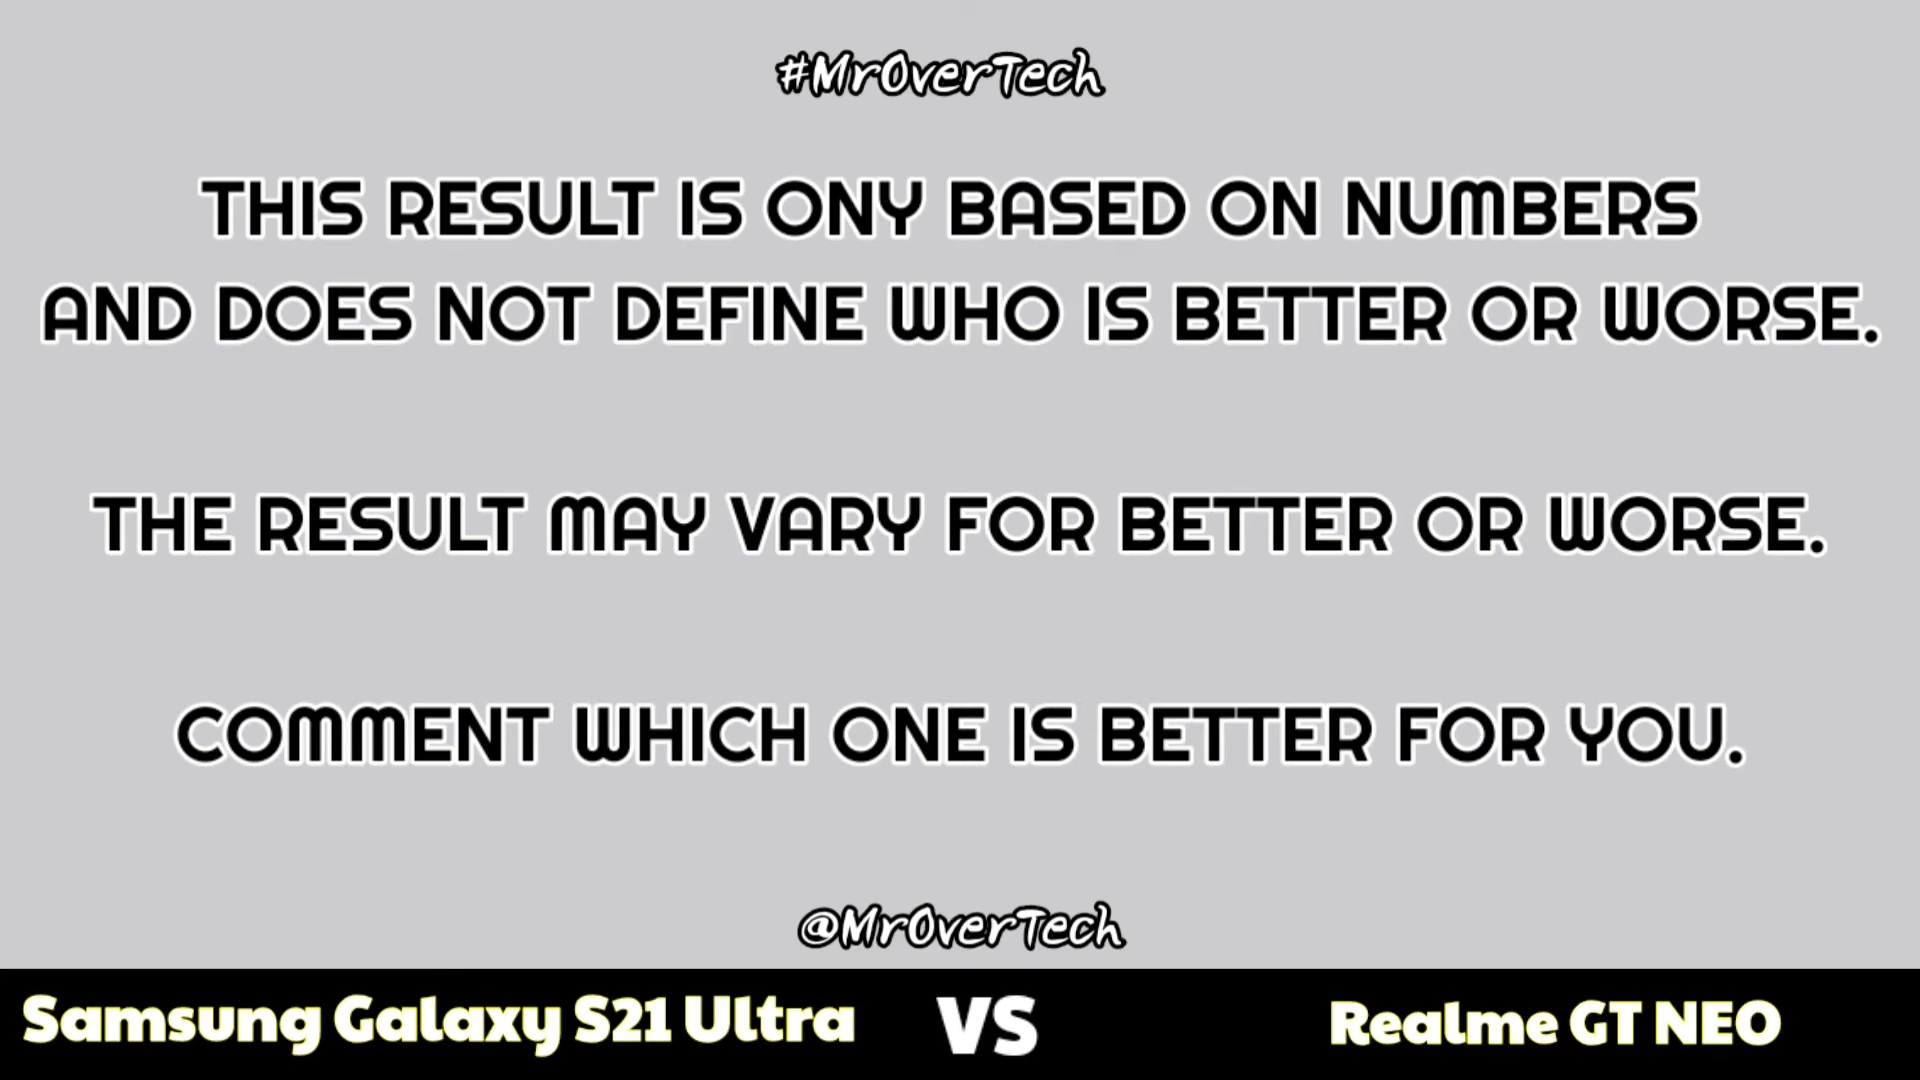 #MrOverTech
THIS RESULT IS ONY BASED ON NUMBERS
AND DOES NOT DEFINE WHO IS BETTER OR WORSE.
THE RESULT MAY VARY FOR BETTER OR WORSE.
COMMENT WHICH ONE IS BETTER FOR YOU.
@MrOverTech
Samsung Galaxy S21 Ultra VS Realme GT NEO